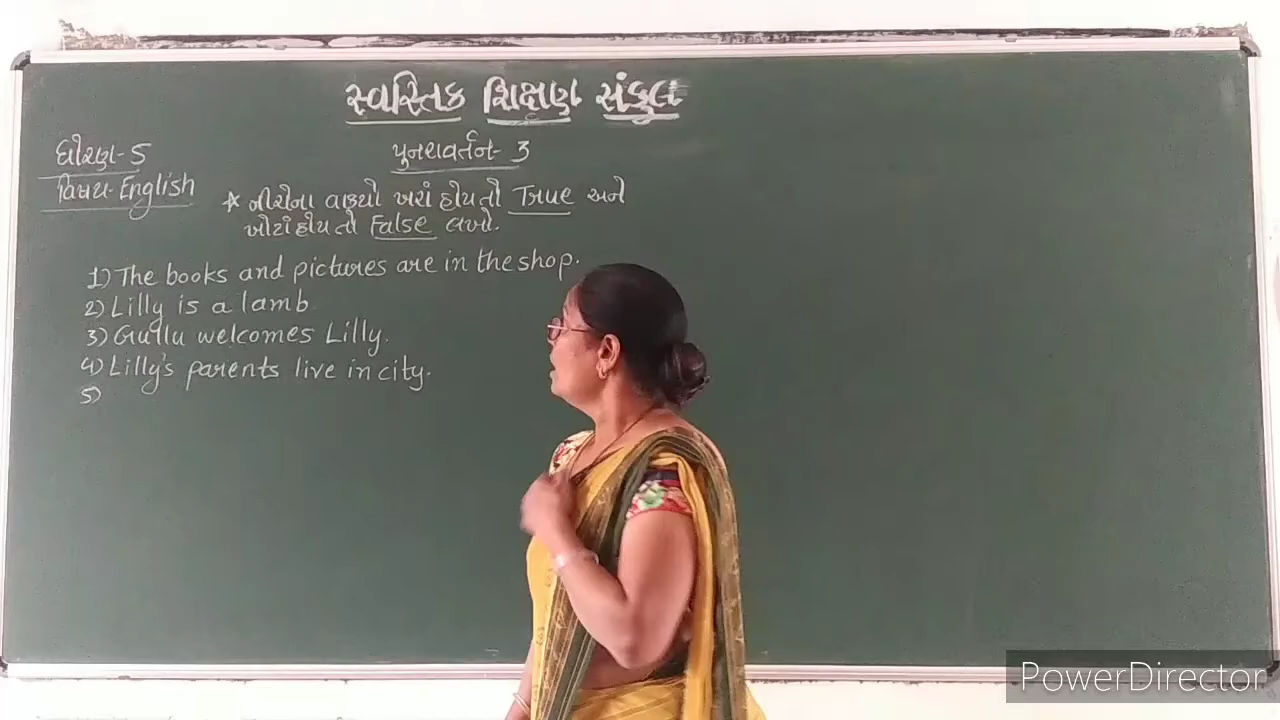 સ્વસ્તિક શિક્ષણ સંકુલ
ધોરણ-5
પુનરાવર્તન-3
વિષય-English
* નીચેના વાક્યો ખરાં હોય તો True અને
ખોટાં હોય તો False લખો.
1) The books and pictures are in the shop.
2) Lilly is a lamb
3) Gullu welcomes Lilly.
4) Lilly's parents live in city.
5)
PowerDirector